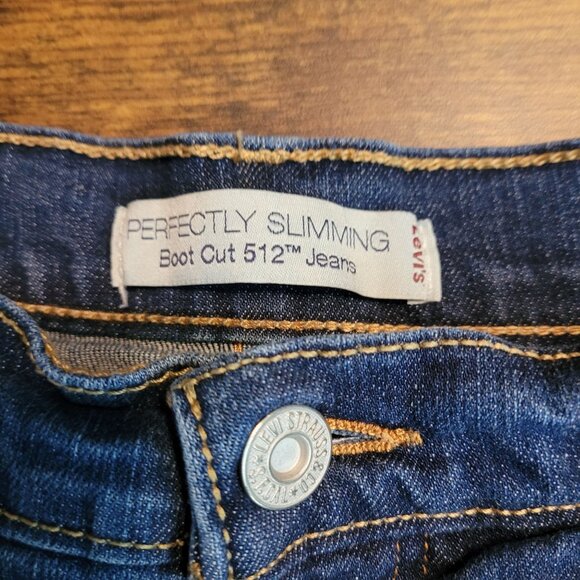 PERFECTLY SLIMMING
Boot Cut 512™ Jeans
Levi's
LEVI STRAUSS & CO